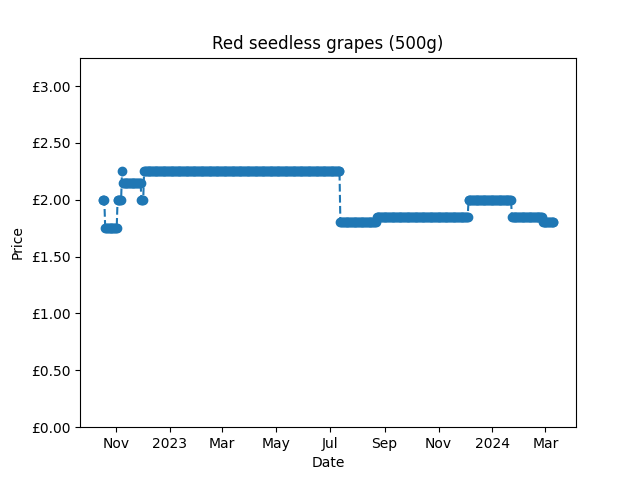 Red seedless grapes (500g)
£3.00
£2.50
£2.00
£1.50
£1.00
£0.50
£0.00
Price
Nov 2023 Mar May Jul Sep Nov 2024 Mar
Date